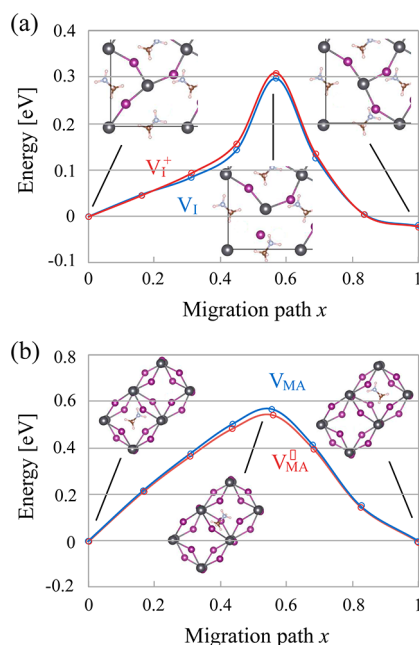 (a)
Energy [eV]
0.4
0.3
0.2
0.1
0
-0.1
V_I^+
V_I
0 0.2 0.4 0.6 0.8 1
Migration path x
(b)
Energy [eV]
0.8
0.6
0.4
0.2
0
-0.2
V_MA
V_MA^▯
0 0.2 0.4 0.6 0.8 1
Migration path x